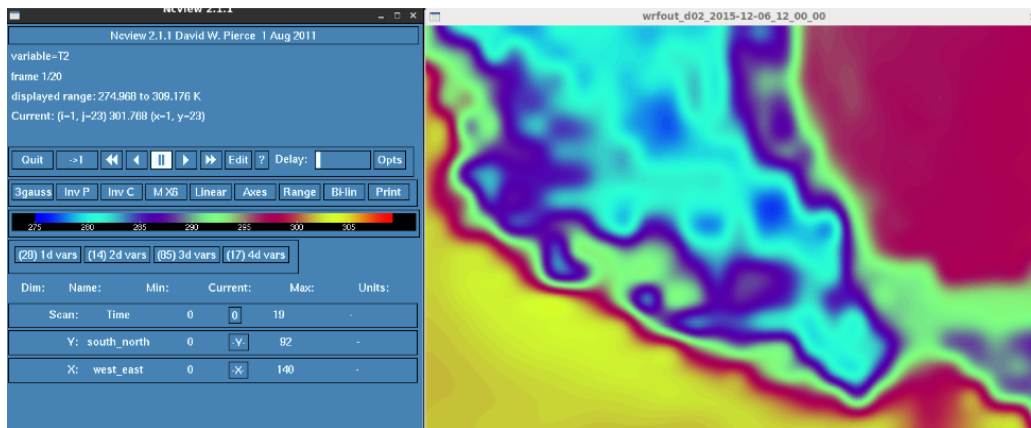 Ncview 2.1.1
Ncview 2.1.1 David W. Pierce 1 Aug 2011
variable=T2
frame 1/20
displayed range: 274.968 to 309.176 K
Current: (i=1, j=23) 301.768 (x=1, y=23)
Quit ->1 Edit ? Delay: Opts
3gauss Inv P Inv C M X6 Linear Axes Range Bi-lin Print
275 280 285 290 295 300 305
(28) 1d vars (14) 2d vars (85) 3d vars (17) 4d vars
Dim: Name: Min: Current: Max: Units:
Scan: Time 0 0 19 -
Y: south_north 0 -Y- 92 -
X: west_east 0 -X- 140 -
wrfout_d02_2015-12-06_12_00_00